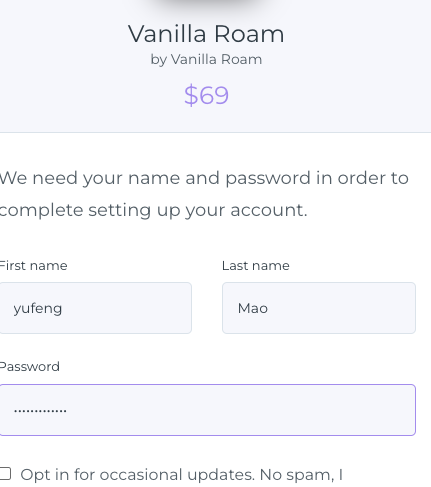 Vanilla Roam
by Vanilla Roam
$69
We need your name and password in order to
complete setting up your account.
First name
Last name
yufeng
Mao
Password
•••••••••••••
Opt in for occasional updates. No spam, I